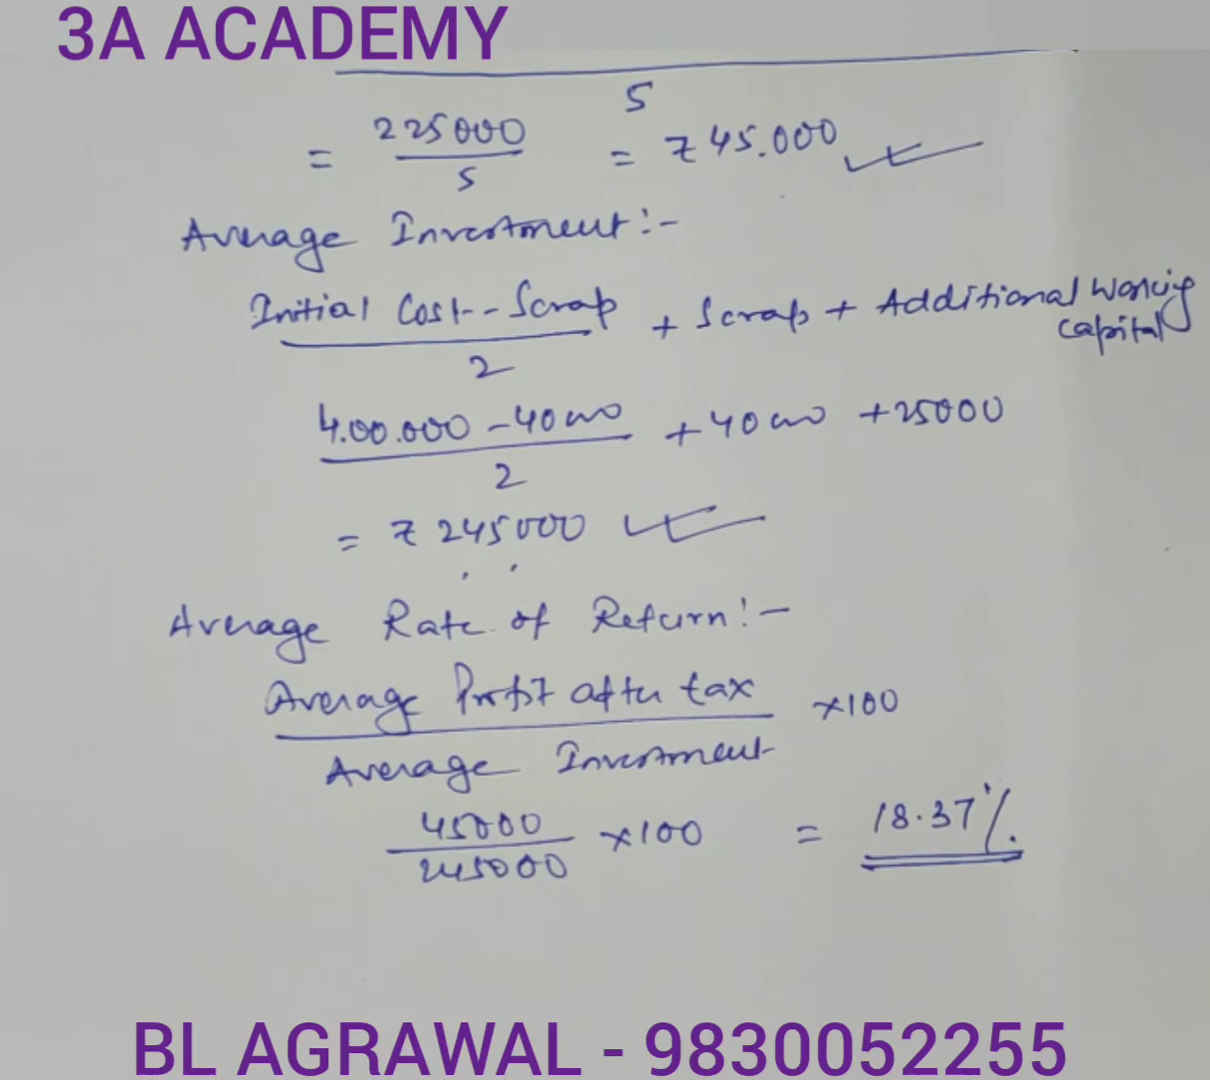 3A ACADEMY
5
= 225000 / 5 = ₹ 45.000
Average Investment:-
Initial Cost - Scrap / 2 + Scrap + Additional Working capital
4.00.000 - 40000 / 2 + 40000 + 25000
= ₹ 245000
Average Rate of Return:-
Average Profit after tax / Average Investment ×100
45000 / 245000 ×100 = 18.37%
BL AGRAWAL - 9830052255